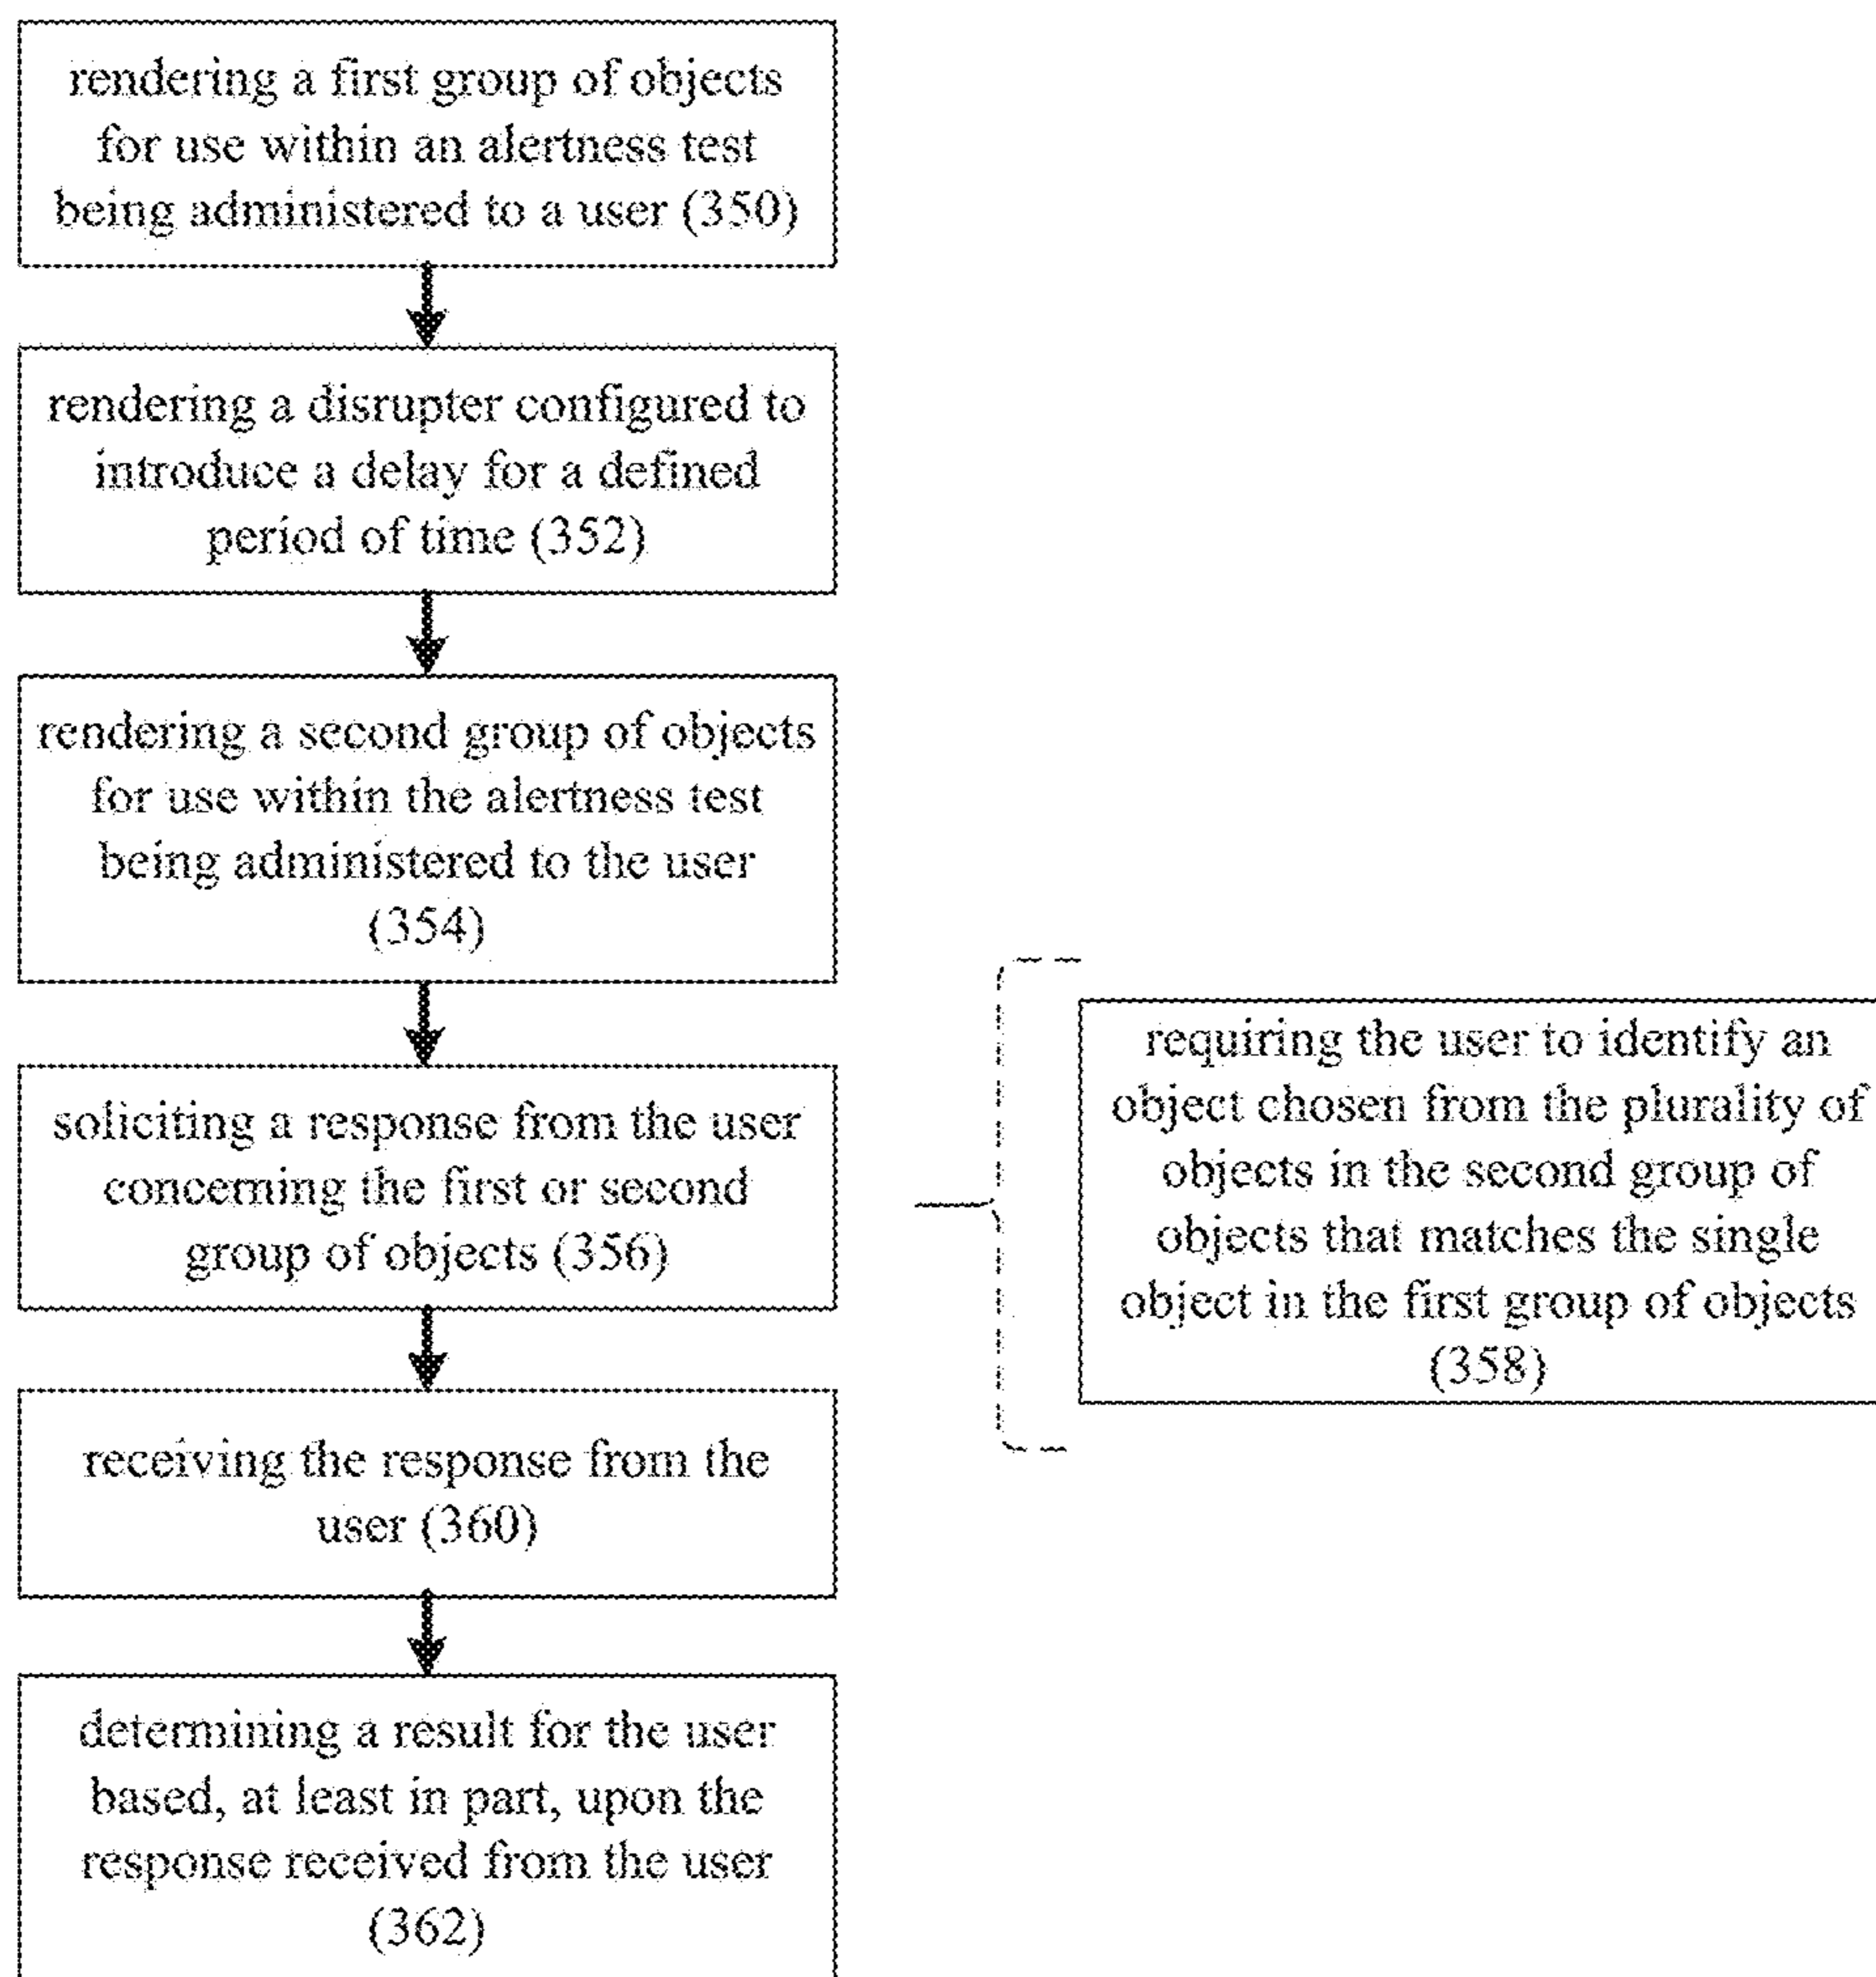 rendering a first group of objects
for use within an alertness test
being administered to a user (350)
rendering a disrupter configured to
introduce a delay for a defined
period of time (352)
rendering a second group of objects
for use within the alertness test
being administered to the user
(354)
soliciting a response from the user
concerning the first or second
group of objects (356)
requiring the user to identify an
object chosen from the plurality of
objects in the second group of
objects that matches the single
object in the first group of objects
(358)
receiving the response from the
user (360)
determining a result for the user
based, at least in part, upon the
response received from the user
(362)